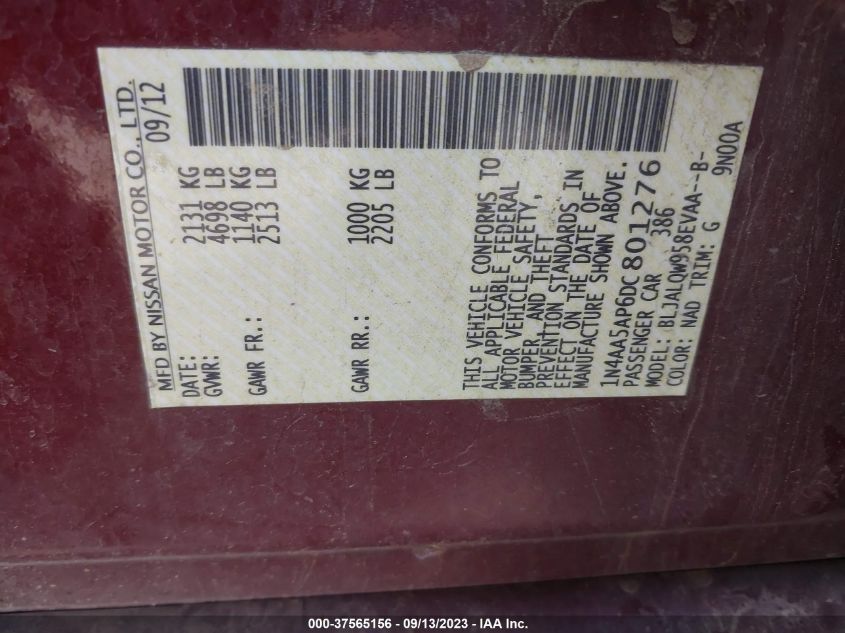 MFD BY NISSAN MOTOR CO., LTD.
DATE: 09/12
GVWR: 2131 KG
4698 LB
GAWR FR.: 1140 KG
2513 LB
GAWR RR.: 1000 KG
2205 LB
THIS VEHICLE CONFORMS TO
ALL APPLICABLE FEDERAL
MOTOR VEHICLE SAFETY,
BUMPER, AND THEFT
PREVENTION STANDARDS IN
EFFECT ON THE DATE OF
MANUFACTURE SHOWN ABOVE.
1N4AA5AP6DC801276
PASSENGER CAR 386
MODEL: BLJALQW958EVAA--B-
COLOR: NAD TRIM: G 9N00A
000-37565156 - 09/13/2023 - IAA Inc.